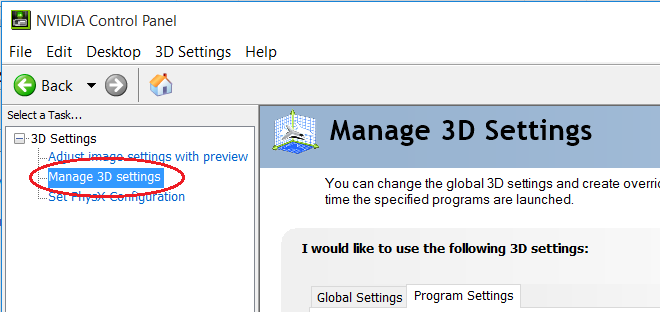 NVIDIA Control Panel
File Edit Desktop 3D Settings Help
Back
Select a Task...
3D Settings
Adjust image settings with preview
Manage 3D settings
Set PhysX Configuration
Manage 3D Settings
You can change the global 3D settings and create overri
time the specified programs are launched.
I would like to use the following 3D settings:
Global Settings Program Settings